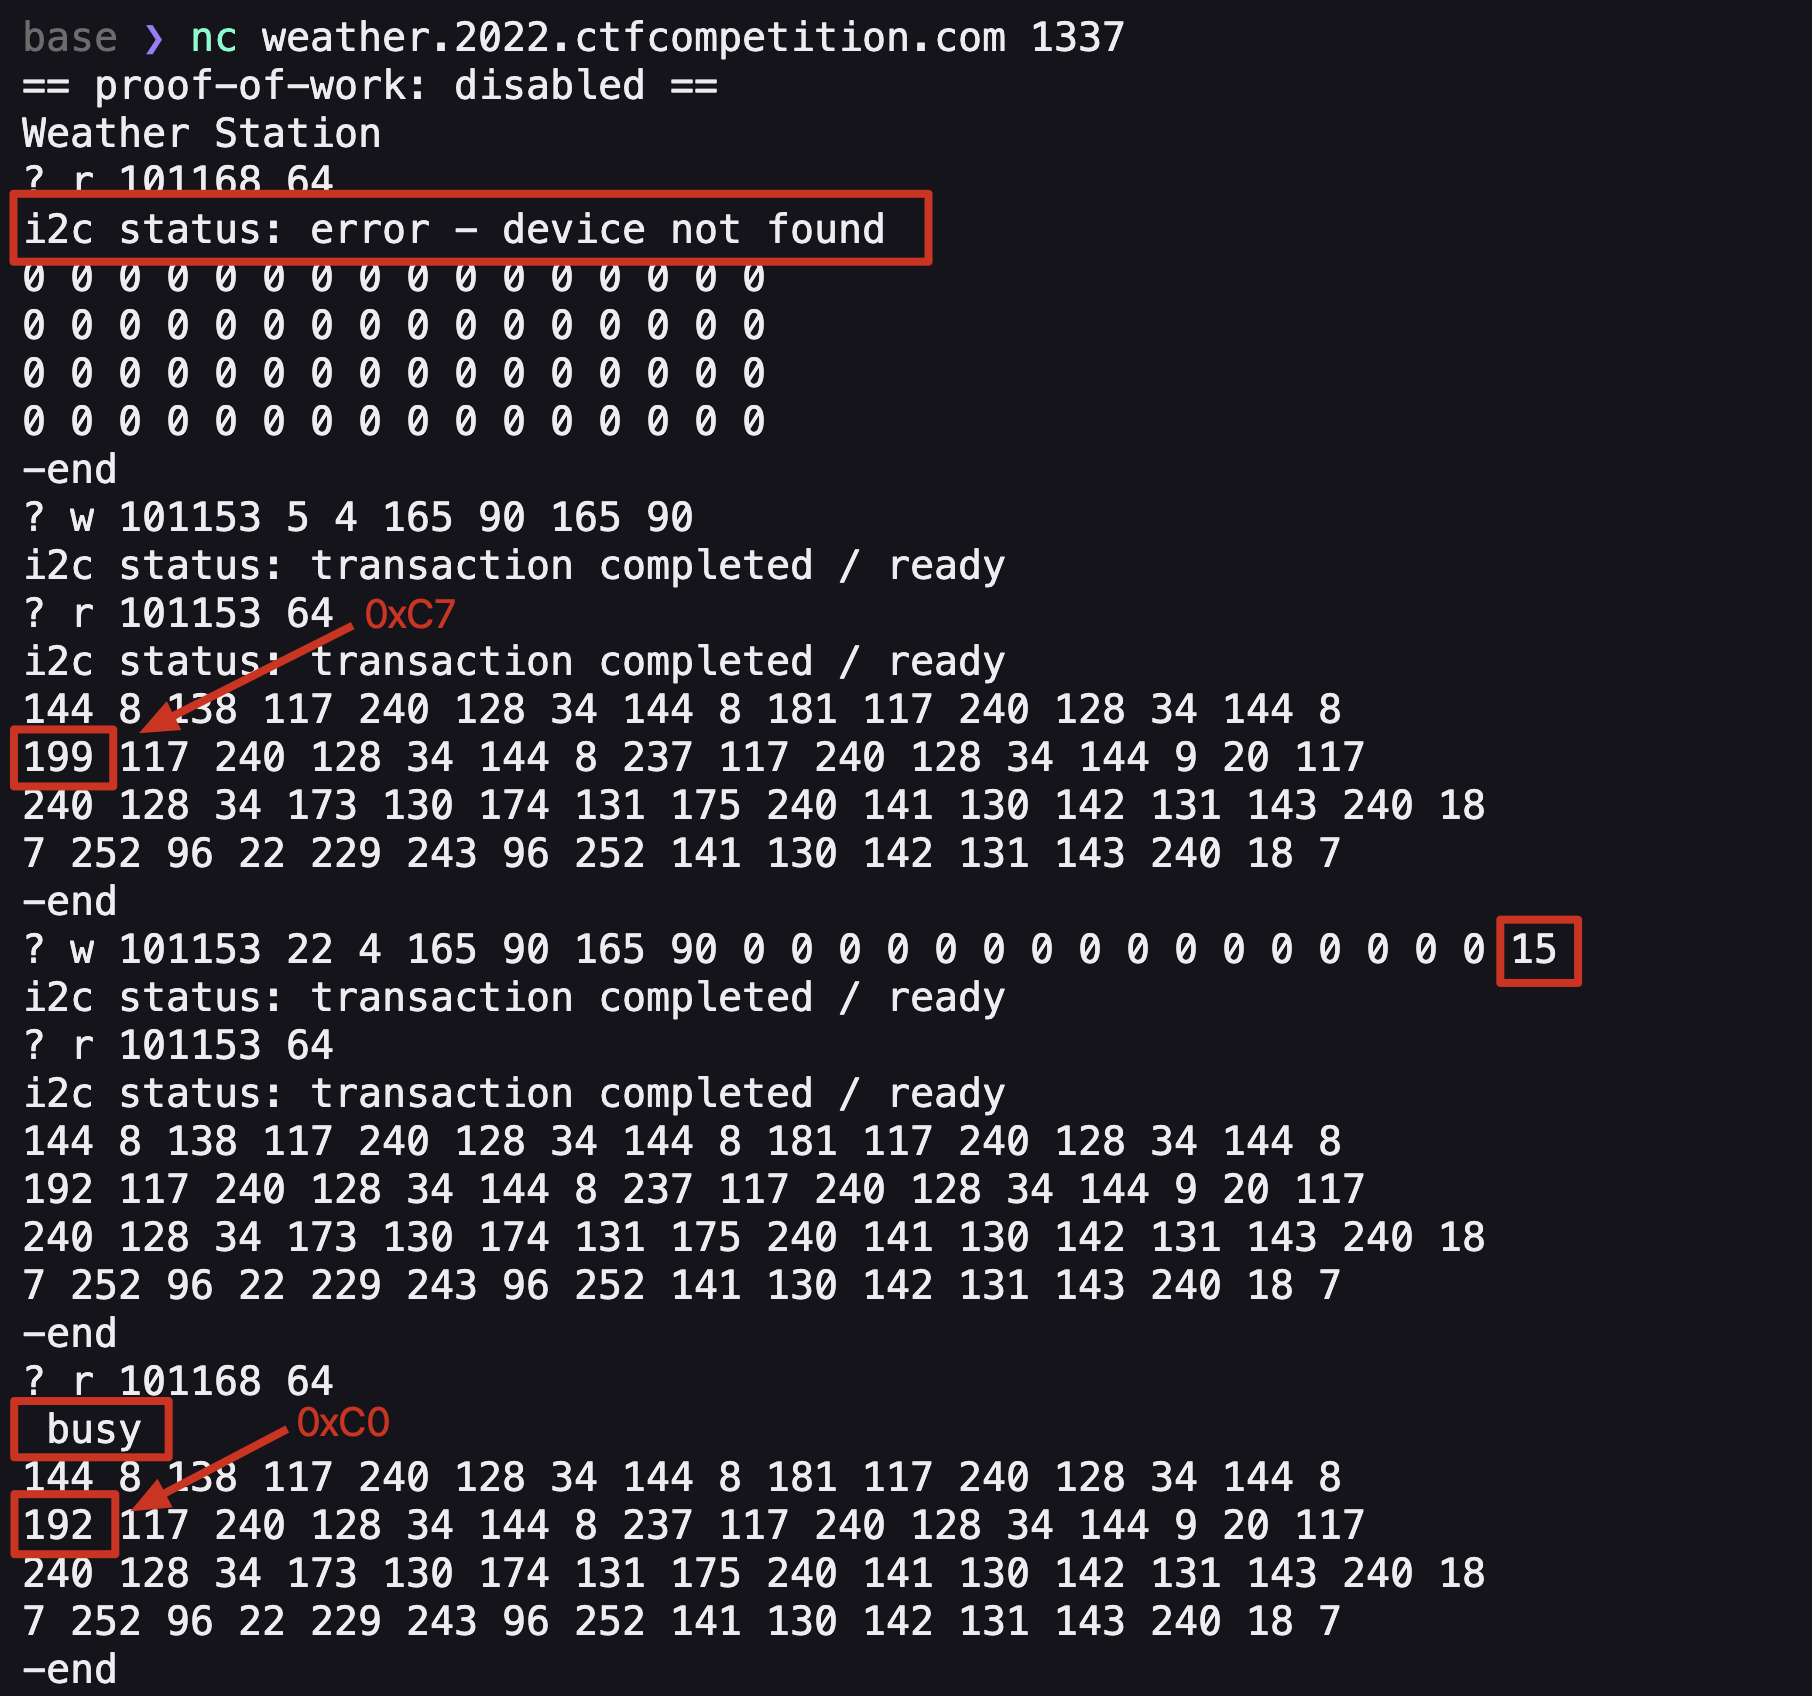 base ❯ nc weather.2022.ctfcompetition.com 1337
== proof-of-work: disabled ==
Weather Station
? r 101168 64
i2c status: error - device not found
0 0 0 0 0 0 0 0 0 0 0 0 0 0 0 0
0 0 0 0 0 0 0 0 0 0 0 0 0 0 0 0
0 0 0 0 0 0 0 0 0 0 0 0 0 0 0 0
0 0 0 0 0 0 0 0 0 0 0 0 0 0 0 0
-end
? w 101153 5 4 165 90 165 90
i2c status: transaction completed / ready
? r 101153 64 0xC7
i2c status: transaction completed / ready
144 8 138 117 240 128 34 144 8 181 117 240 128 34 144 8
199 117 240 128 34 144 8 237 117 240 128 34 144 9 20 117
240 128 34 173 130 174 131 175 240 141 130 142 131 143 240 18
7 252 96 22 229 243 96 252 141 130 142 131 143 240 18 7
-end
? w 101153 22 4 165 90 165 90 0 0 0 0 0 0 0 0 0 0 0 0 0 0 0 0 15
i2c status: transaction completed / ready
? r 101153 64
i2c status: transaction completed / ready
144 8 138 117 240 128 34 144 8 181 117 240 128 34 144 8
192 117 240 128 34 144 8 237 117 240 128 34 144 9 20 117
240 128 34 173 130 174 131 175 240 141 130 142 131 143 240 18
7 252 96 22 229 243 96 252 141 130 142 131 143 240 18 7
-end
? r 101168 64
busy 0xC0
144 8 138 117 240 128 34 144 8 181 117 240 128 34 144 8
192 117 240 128 34 144 8 237 117 240 128 34 144 9 20 117
240 128 34 173 130 174 131 175 240 141 130 142 131 143 240 18
7 252 96 22 229 243 96 252 141 130 142 131 143 240 18 7
-end